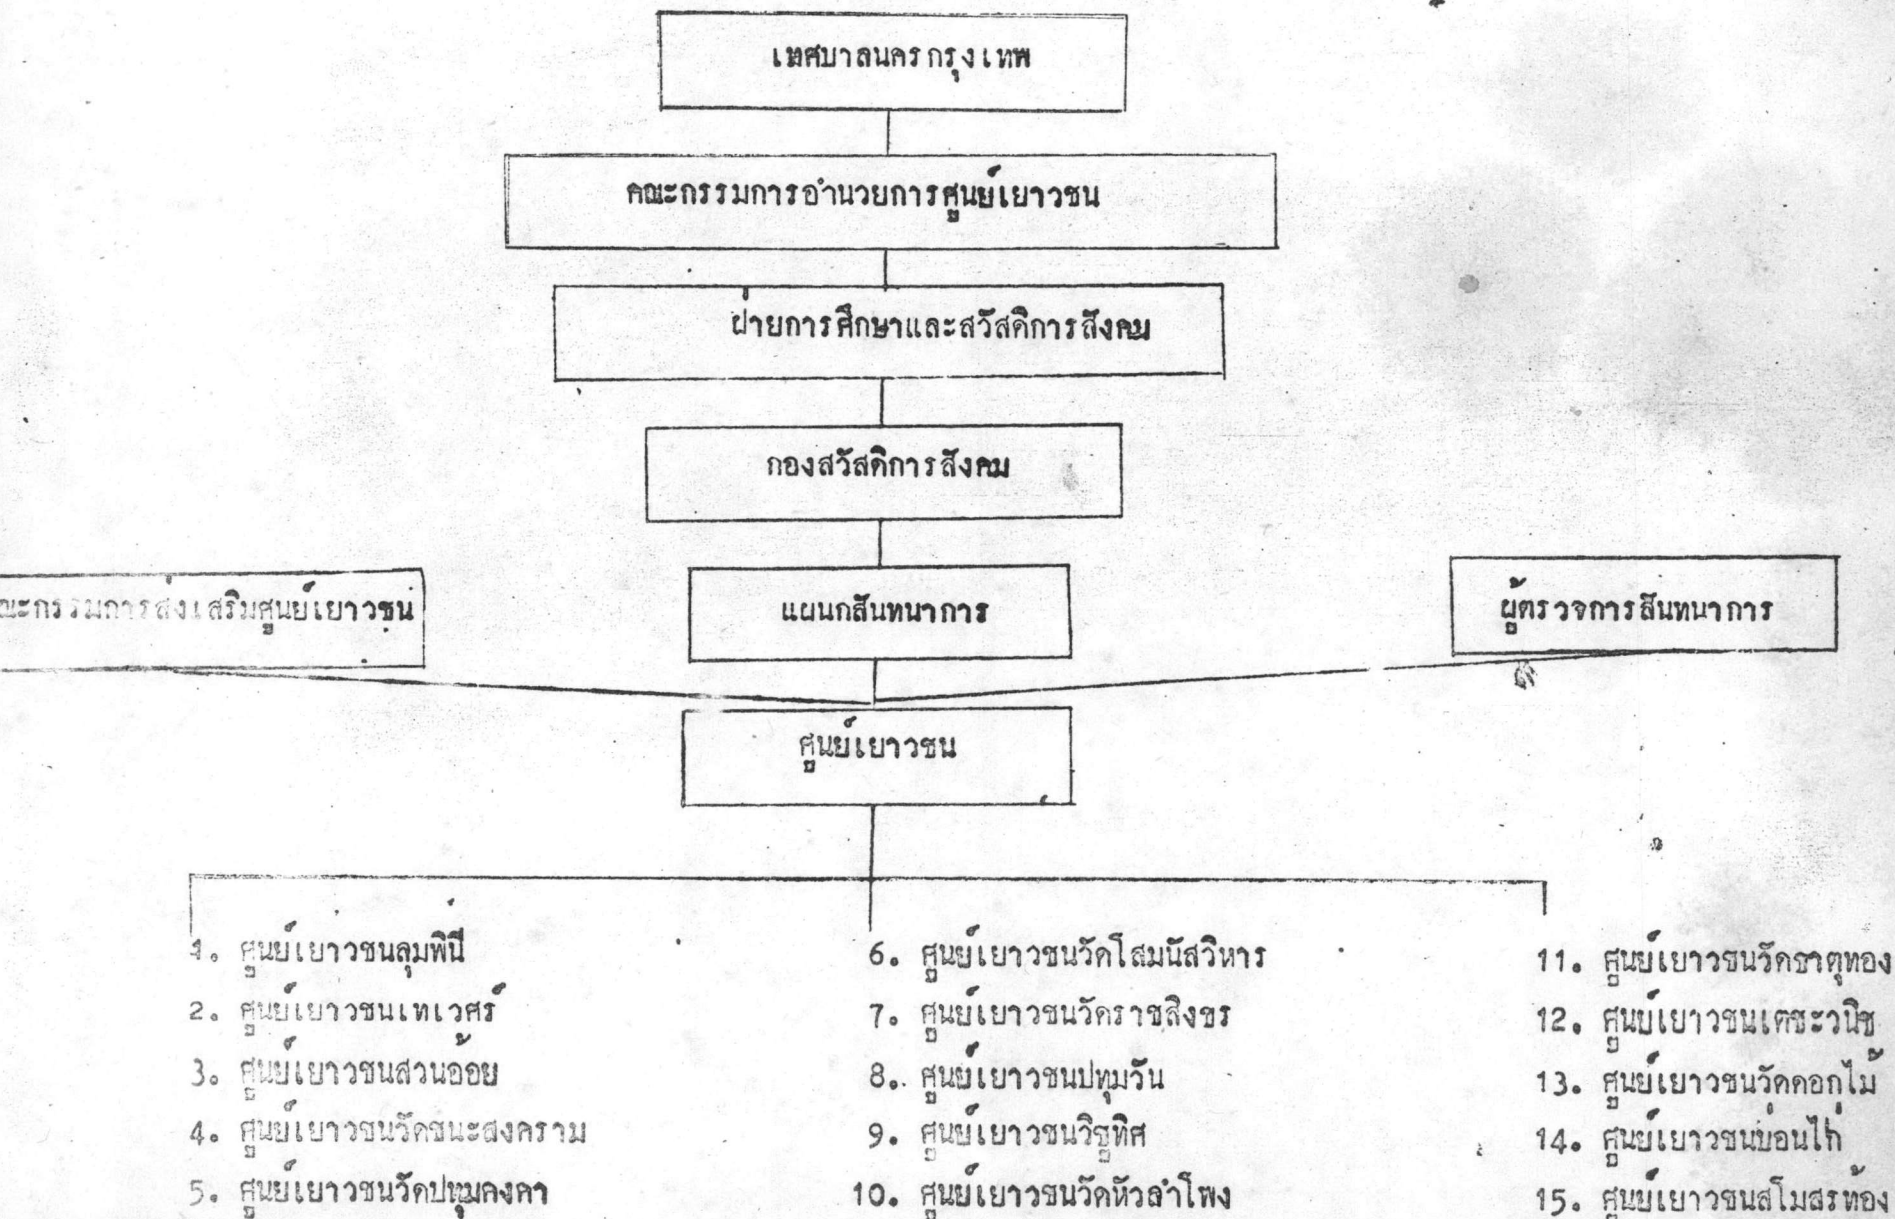 เทศบาลนครกรุงเทพ
คณะกรรมการอำนวยการศูนย์เยาวชน
ฝ่ายการศึกษาและสวัสดิการสังคม
กองสวัสดิการสังคม
ณะกรรมการส่งเสริมศูนย์เยาวชน
แผนกสันทนาการ
ผู้ตรวจการสันทนาการ
ศูนย์เยาวชน
1. ศูนย์เยาวชนลุมพินี
2. ศูนย์เยาวชนเทเวศร์
3. ศูนย์เยาวชนสวนอ้อย
4. ศูนย์เยาวชนวัดชนะสงคราม
5. ศูนย์เยาวชนวัดปทุมคงคา
6. ศูนย์เยาวชนวัดโสมนัสวิหาร
7. ศูนย์เยาวชนวัดราชสิงขร
8. ศูนย์เยาวชนปทุมวัน
9. ศูนย์เยาวชนวิฐทิศ
10. ศูนย์เยาวชนวัดหัวลำโพง
11. ศูนย์เยาวชนวัดธาตุทอง
12. ศูนย์เยาวชนเตชะวนิช
13. ศูนย์เยาวชนวัดดอกไม้
14. ศูนย์เยาวชนบ่อนไก่
15. ศูนย์เยาวชนสโมสรท้อง